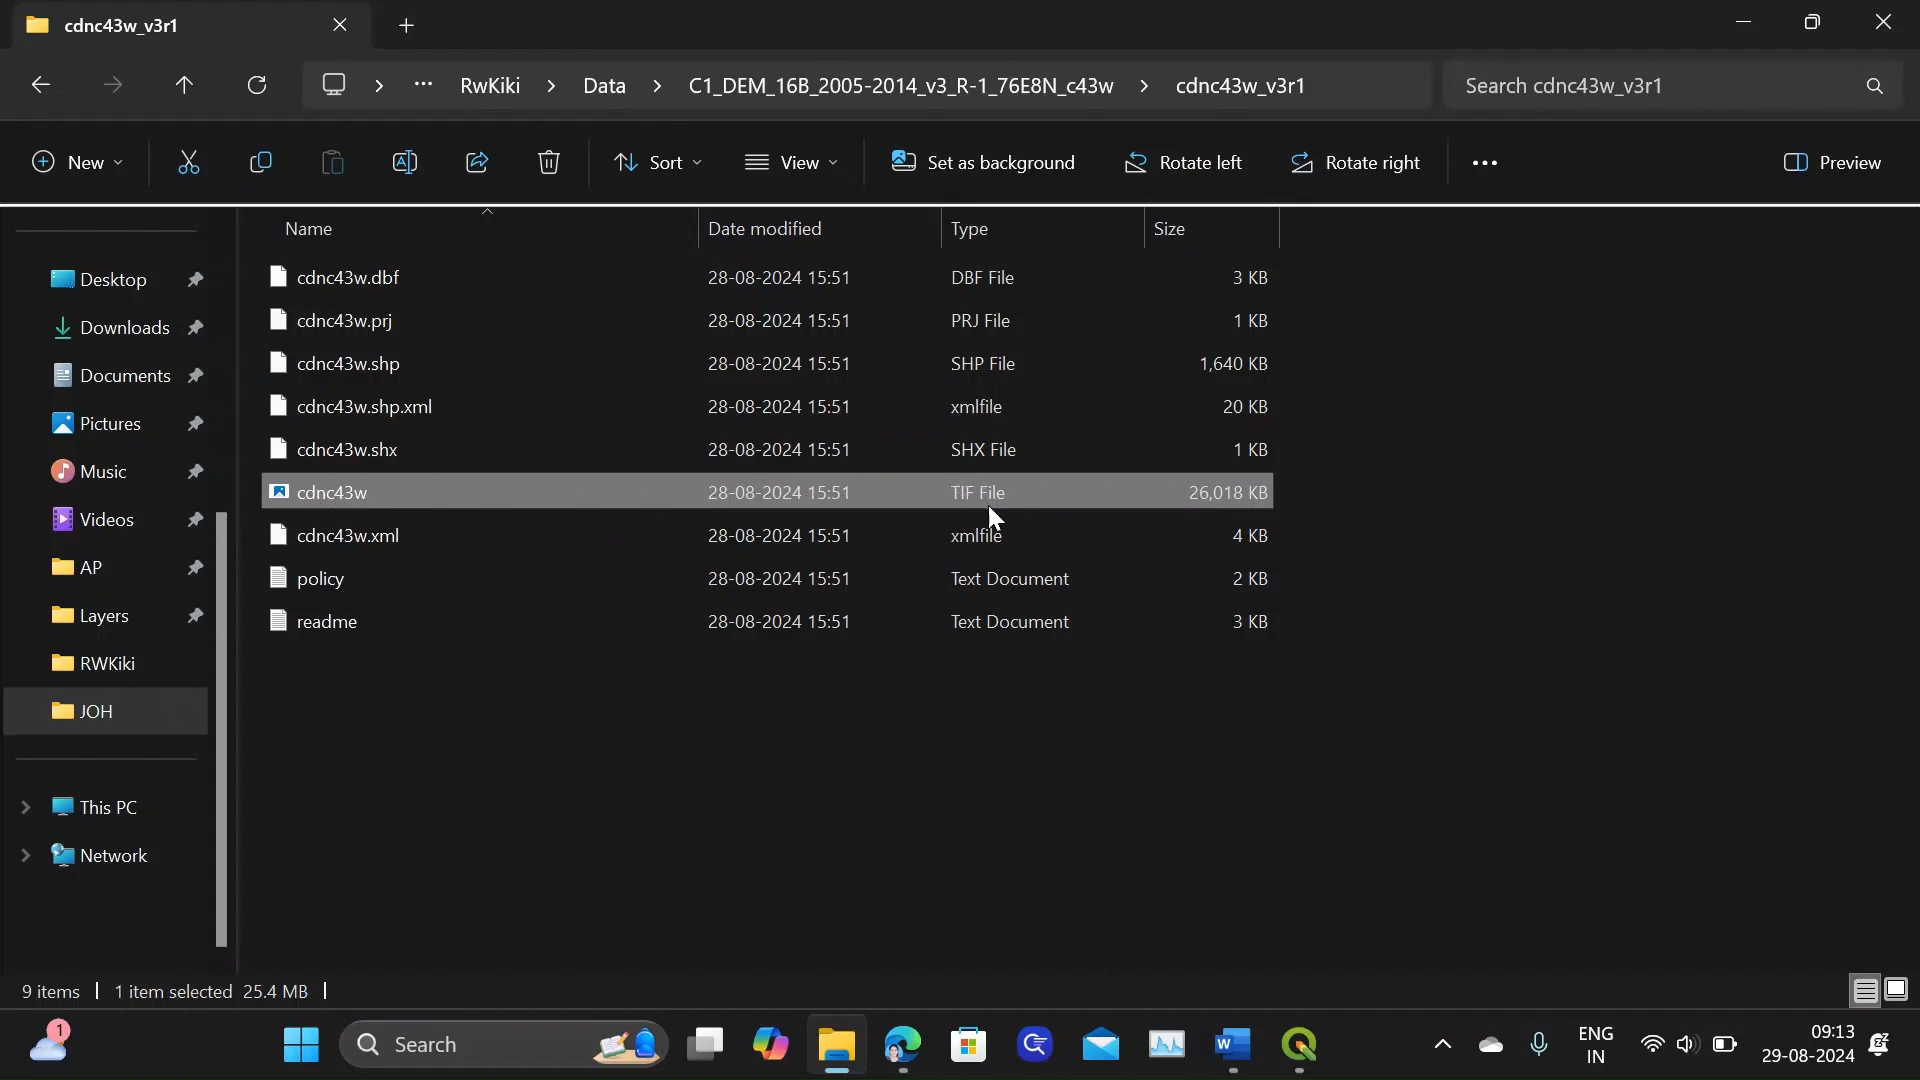 cdnc43w_v3r1
RwKiki Data C1_DEM_16B_2005-2014_v3_R-1_76E8N_c43w cdnc43w_v3r1 Search cdnc43w_v3r1
New Sort View Set as background Rotate left Rotate right Preview
Name Date modified Type Size
cdnc43w.dbf 28-08-2024 15:51 DBF File 3 KB
cdnc43w.prj 28-08-2024 15:51 PRJ File 1 KB
cdnc43w.shp 28-08-2024 15:51 SHP File 1,640 KB
cdnc43w.shp.xml 28-08-2024 15:51 xmlfile 20 KB
cdnc43w.shx 28-08-2024 15:51 SHX File 1 KB
cdnc43w 28-08-2024 15:51 TIF File 26,018 KB
cdnc43w.xml 28-08-2024 15:51 xmlfile 4 KB
policy 28-08-2024 15:51 Text Document 2 KB
readme 28-08-2024 15:51 Text Document 3 KB
Desktop
Downloads
Documents
Pictures
Music
Videos
AP
Layers
RWKiki
JOH
This PC
Network
9 items 1 item selected 25.4 MB
1 Search W ENG 09:13
IN 29-08-2024